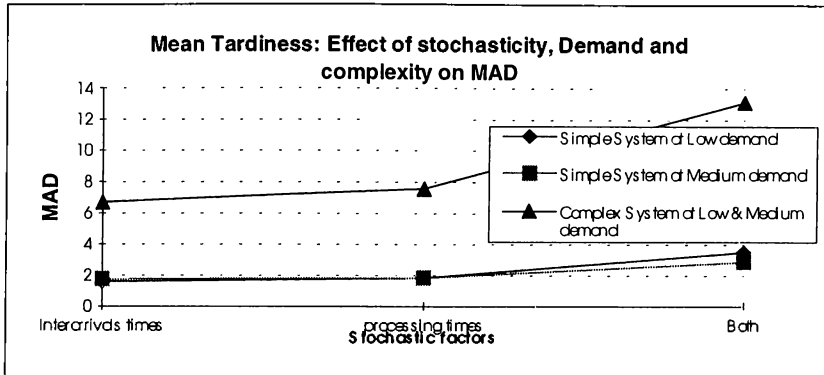 Mean Tardiness: Effect of stochasticity, Demand and
complexity on MAD
14
12
10
8
6
4
2
0
MAD
Simple System at Low demand
Simple System at Medium demand
Complex System at Low & Medium
demand
Interarrivals times
processing times
Both
Stochastic factors